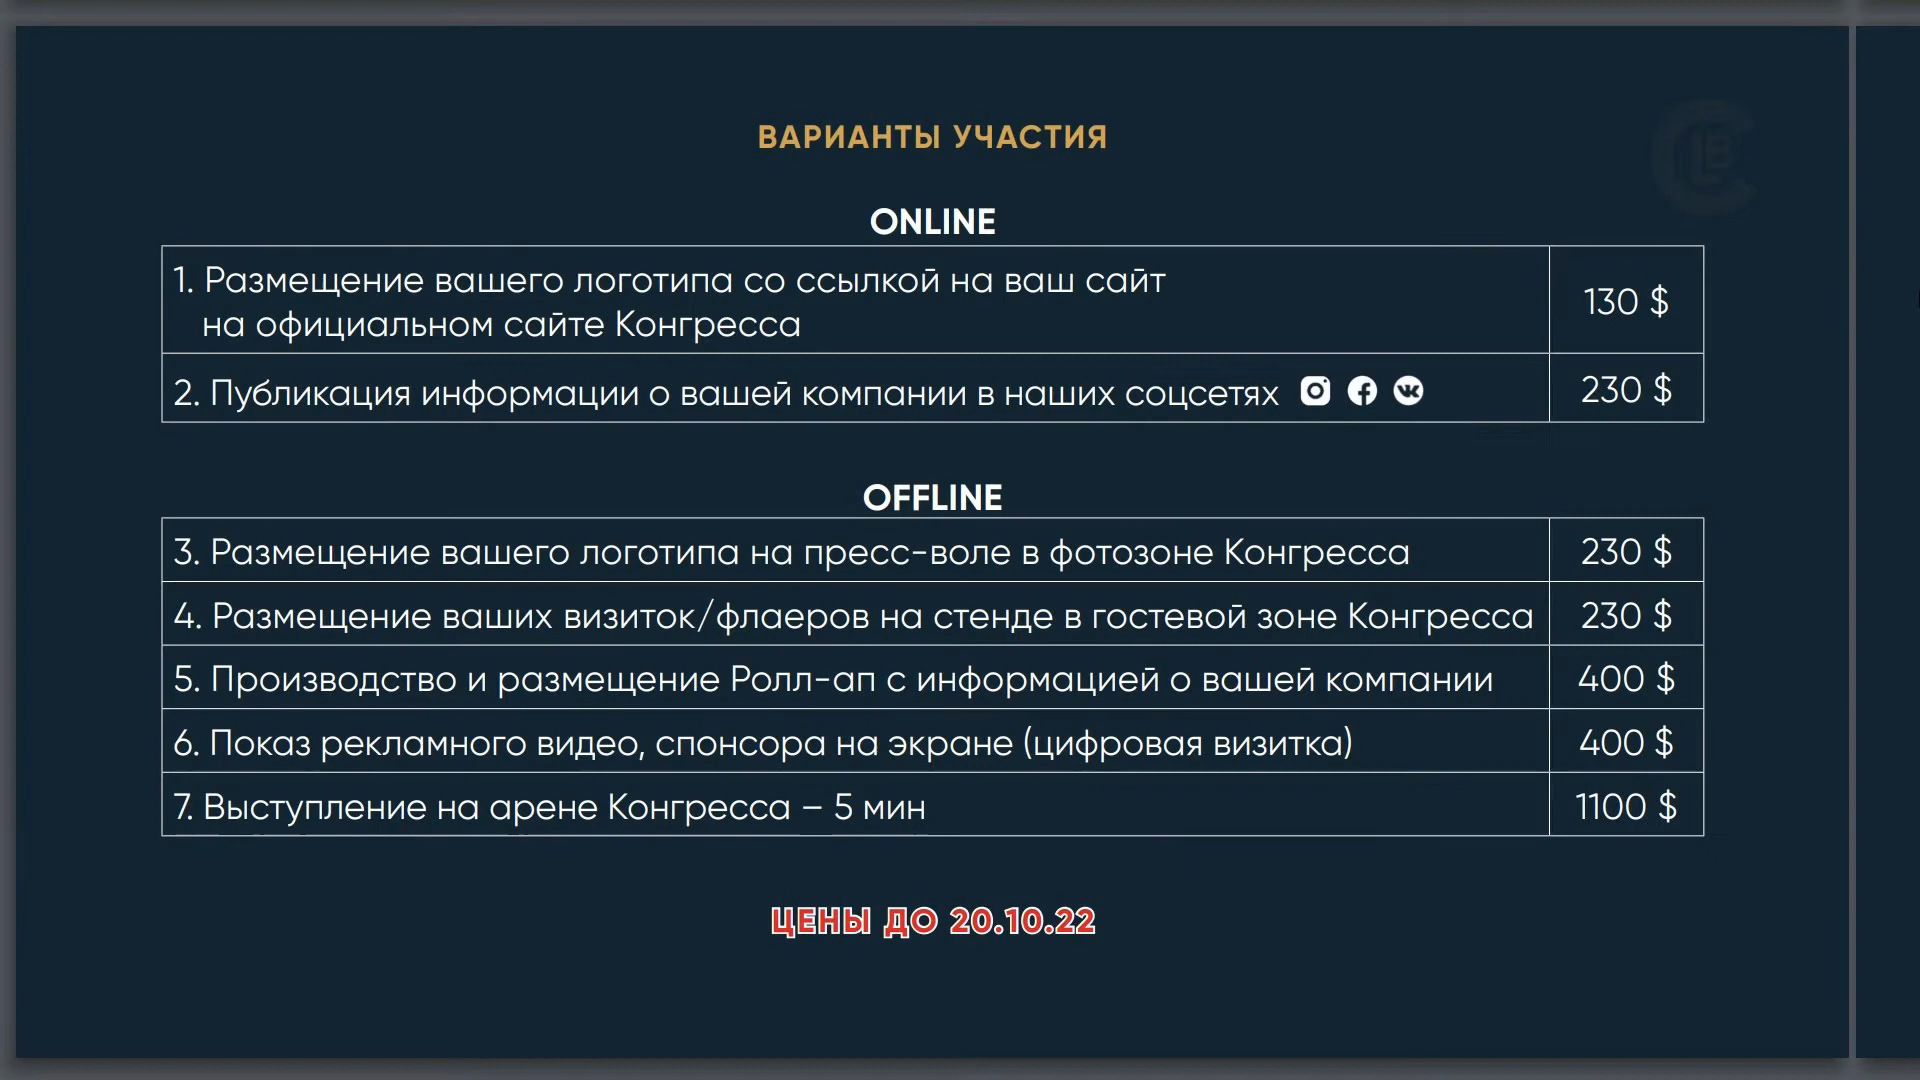 ВАРИАНТЫ УЧАСТИЯ
ONLINE
1. Размещение вашего логотипа со ссылкой на ваш сайт
на официальном сайте Конгресса
130 $
2. Публикация информации о вашей компании в наших соцсетях
230 $
OFFLINE
3. Размещение вашего логотипа на пресс-воле в фотозоне Конгресса
230 $
4. Размещение ваших визиток/флаеров на стенде в гостевой зоне Конгресса
230 $
5. Производство и размещение Ролл-ап с информацией о вашей компании
400 $
6. Показ рекламного видео, спонсора на экране (цифровая визитка)
400 $
7. Выступление на арене Конгресса – 5 мин
1100 $
ЦЕНЫ ДО 20.10.22